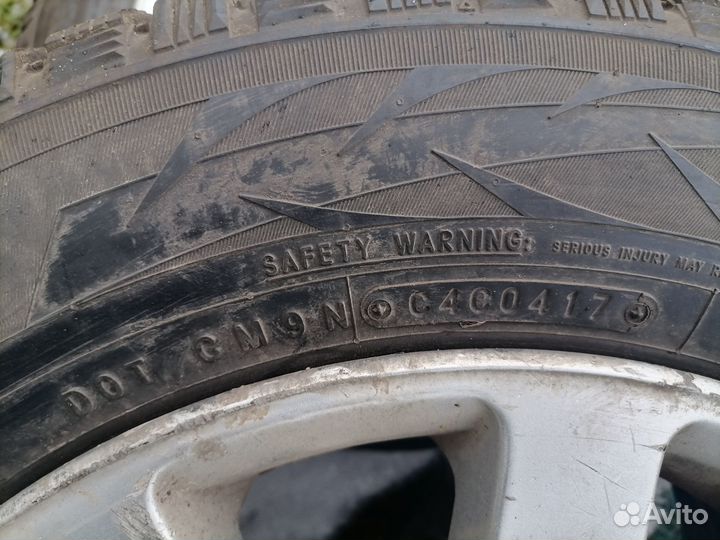 SAFETY WARNING: SERIOUS INJURY MAY
DOT CM9N C4C0417
Avito